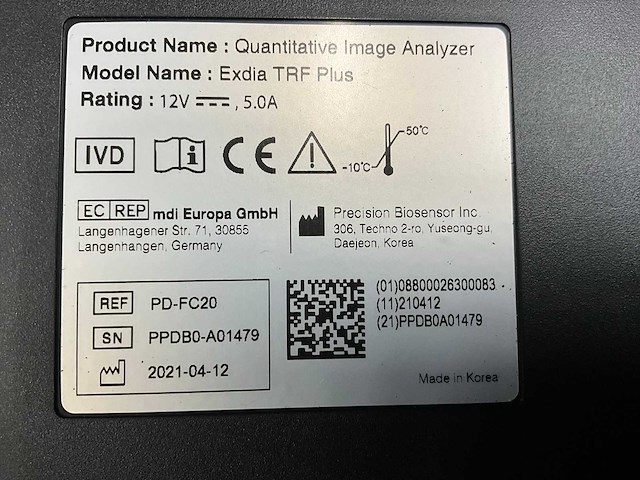 Product Name : Quantitative Image Analyzer
Model Name : Exdia TRF Plus
Rating : 12V ⎓ , 5.0A
IVD
i
CE
!
50℃
-10℃
EC REP mdi Europa GmbH
Langenhagener Str. 71, 30855
Langenhangen, Germany
Precision Biosensor Inc.
306, Techno 2-ro, Yuseong-gu,
Daejeon, Korea
REF PD-FC20
SN PPDB0-A01479
2021-04-12
(01)08800026300083
(11)210412
(21)PPDB0A01479
Made in Korea